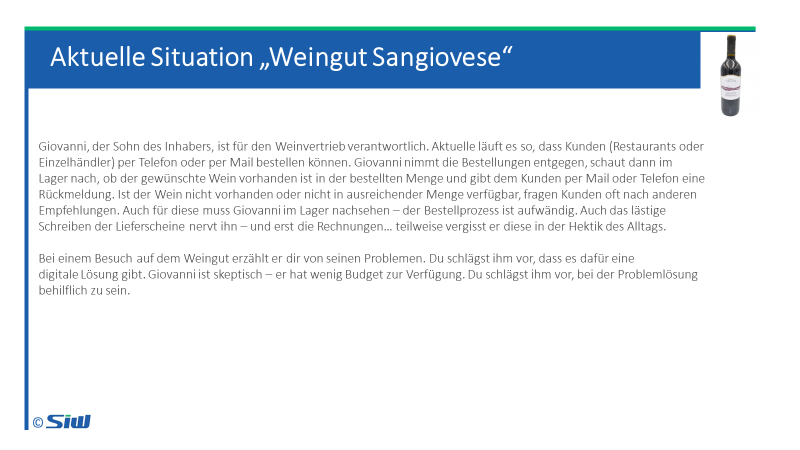 Aktuelle Situation „Weingut Sangiovese“
Giovanni, der Sohn des Inhabers, ist für den Weinvertrieb verantwortlich. Aktuelle läuft es so, dass Kunden (Restaurants oder
Einzelhändler) per Telefon oder per Mail bestellen können. Giovanni nimmt die Bestellungen entgegen, schaut dann im
Lager nach, ob der gewünschte Wein vorhanden ist in der bestellten Menge und gibt dem Kunden per Mail oder Telefon eine
Rückmeldung. Ist der Wein nicht vorhanden oder nicht in ausreichender Menge verfügbar, fragen Kunden oft nach anderen
Empfehlungen. Auch für diese muss Giovanni im Lager nachsehen – der Bestellprozess ist aufwändig. Auch das lästige
Schreiben der Lieferscheine nervt ihn – und erst die Rechnungen... teilweise vergisst er diese in der Hektik des Alltags.
Bei einem Besuch auf dem Weingut erzählt er dir von seinen Problemen. Du schlägst ihm vor, dass es dafür eine
digitale Lösung gibt. Giovanni ist skeptisch – er hat wenig Budget zur Verfügung. Du schlägst ihm vor, bei der Problemlösung
behilflich zu sein.
© SIW